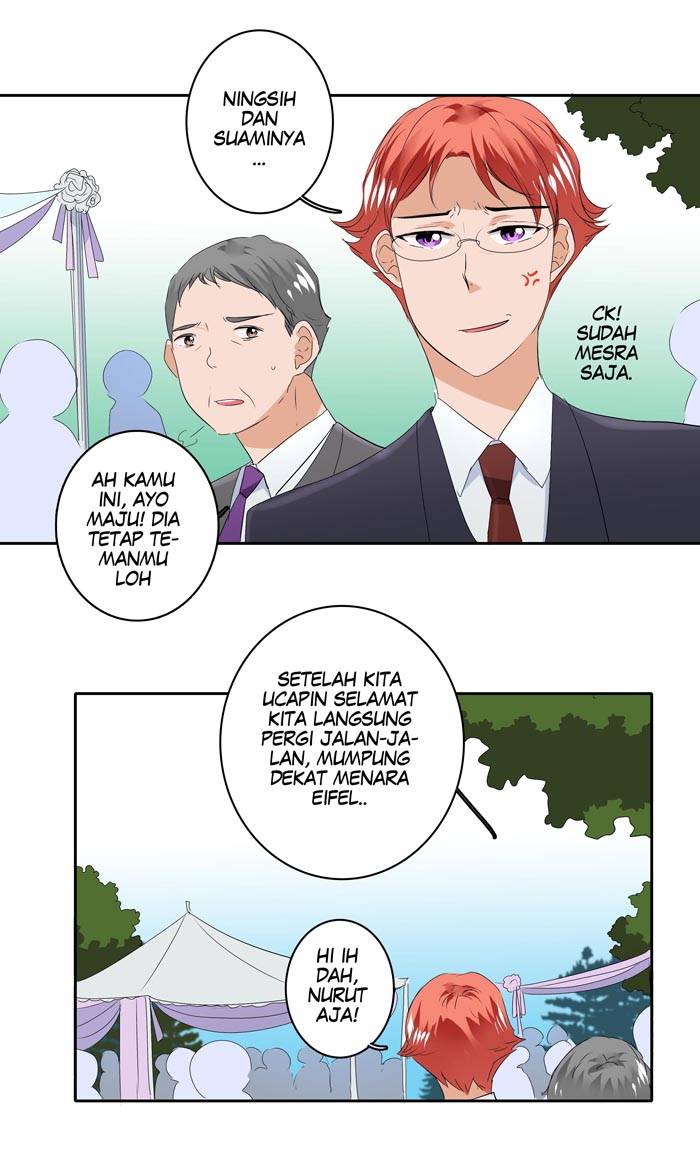 NINGSIH
DAN
SUAMINYA
...
CK!
SUDAH
MESRA
SAJA.
AH KAMU
INI, AYO
MAJU! DIA
TETAP TE-
MANMU
LOH
SETELAH KITA
UCAPIN SELAMAT
KITA LANGSUNG
PERGI JALAN-JA-
LAN, MUMPUNG
DEKAT MENARA
EIFEL..
HI IH
DAH,
NURUT
AJA!